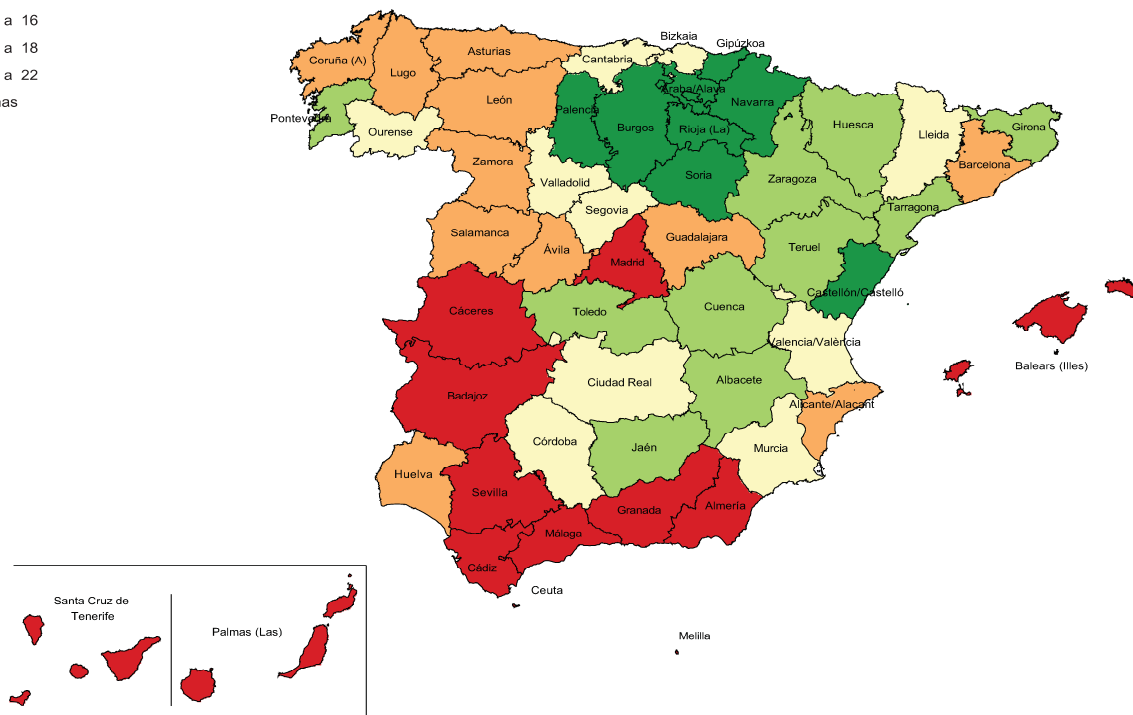 a 16
a 18
a 22
Bizkaia
Gipúzkoa
Asturias
Cantabria
Coruña (A)
Lugo
Araba/Álava
León
Palencia
Navarra
Pontevedra
Ourense
Burgos
Rioja (La)
Huesca
Lleida
Girona
Zamora
Barcelona
Valladolid
Soria
Zaragoza
Segovia
Tarragona
Salamanca
Guadalajara
Ávila
Teruel
Madrid
Castellón/Castelló
Cáceres
Toledo
Cuenca
Valencia/València
Balears (Illes)
Ciudad Real
Albacete
Badajoz
Alicante/Alacant
Córdoba
Jaén
Murcia
Huelva
Sevilla
Granada
Almería
Málaga
Cádiz
Ceuta
Santa Cruz de
Tenerife
Palmas (Las)
Melilla